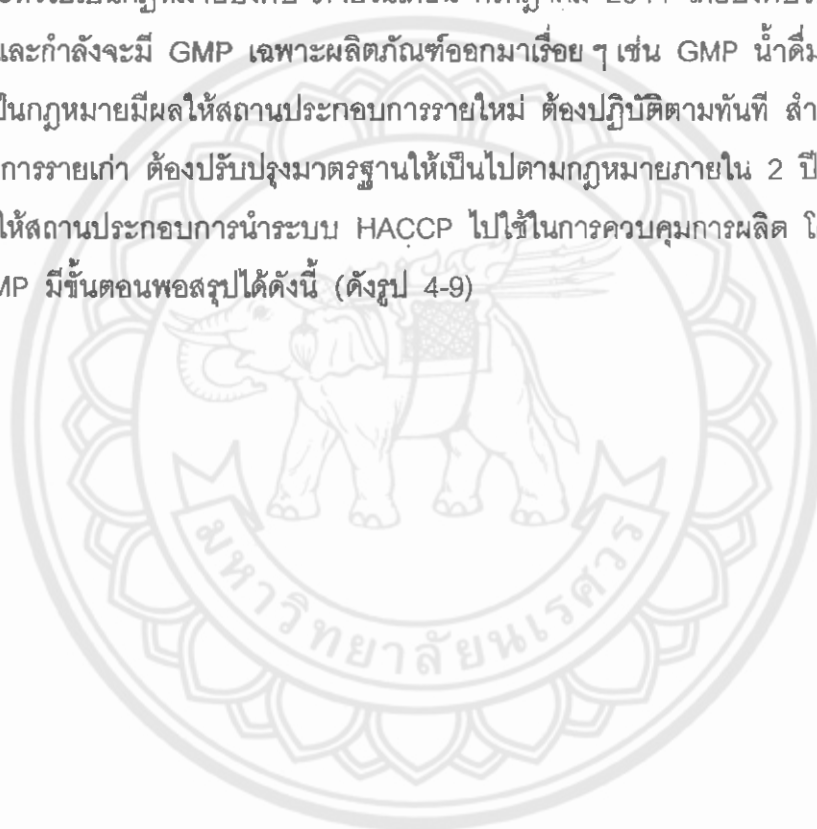 และกำลังจะมี GMP เฉพาะผลิตภัณฑ์ออกมาเรื่อย ๆ เช่น GMP น้ำดื่ม
ป็นกฎหมายมีผลให้สถานประกอบการรายใหม่ ต้องปฏิบัติตามทันที สำ
การรายเก่า ต้องปรับปรุงมาตรฐานให้เป็นไปตามกฎหมายภายใน 2 ปี
ให้สถานประกอบการนำระบบ HACCP ไปใช้ในการควบคุมการผลิต โด
MP มีขั้นตอนพอสรุปได้ดังนี้ (ดังรูป 4-9)
มหาวิทยาลัยนเรศวร